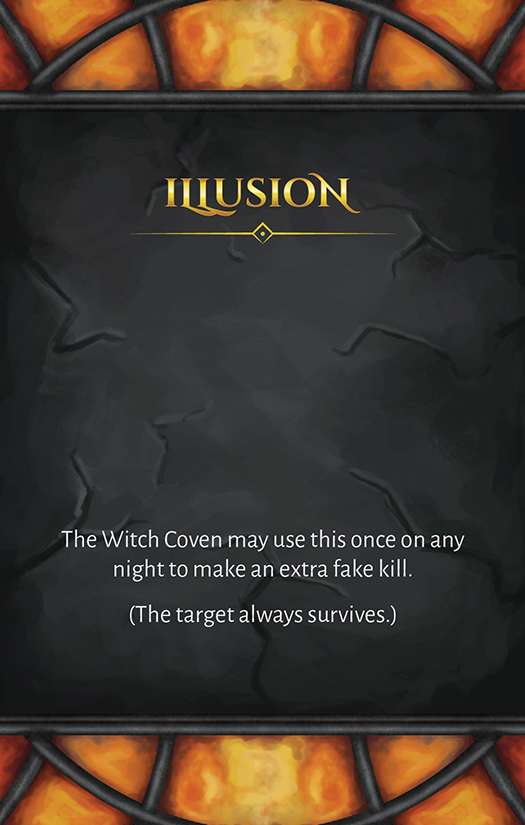 ILLUSION
The Witch Coven may use this once on any
night to make an extra fake kill.
(The target always survives.)